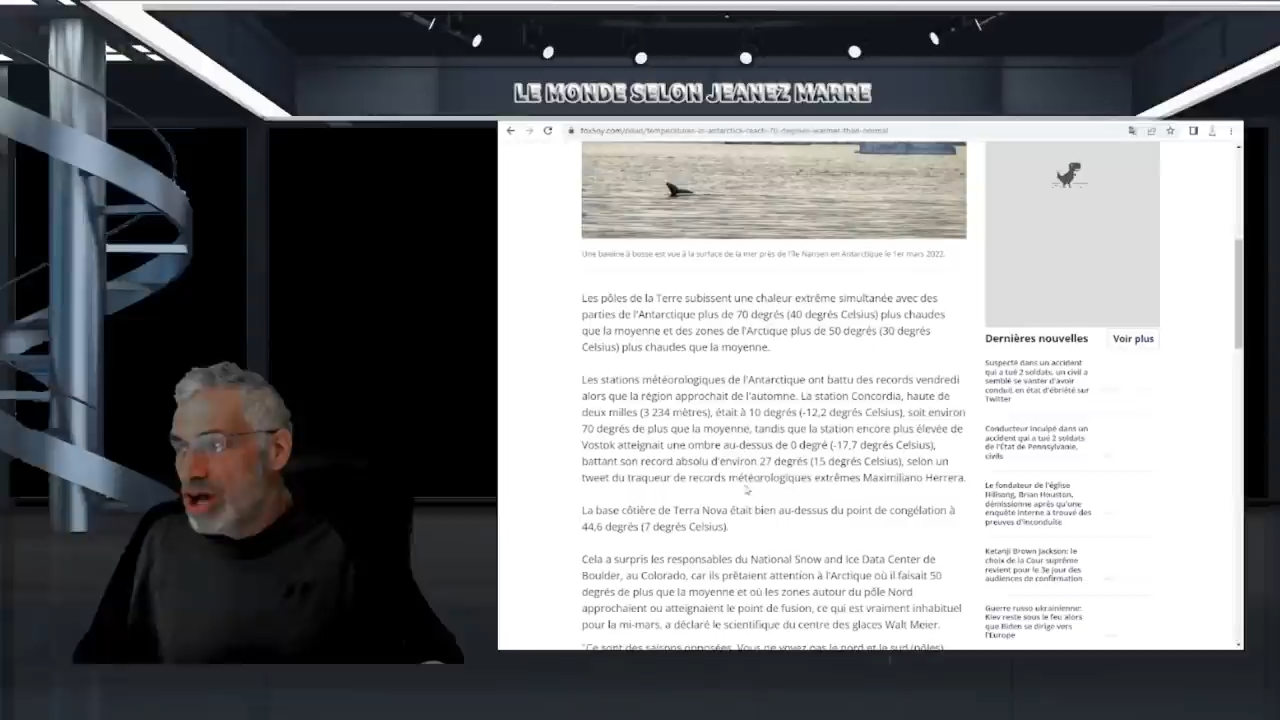 LE MONDE SELON JEANEZ MARRE
fox5ny.com/news/temperatures-in-antarctica-reach-70-degrees-warmer-than-normal
Une baleine à bosse est vue à la surface de la mer près de l'île Nansen en Antarctique le 1er mars 2022.
Les pôles de la Terre subissent une chaleur extrême simultanée avec des
parties de l'Antarctique plus de 70 degrés (40 degrés Celsius) plus chaudes
que la moyenne et des zones de l'Arctique plus de 50 degrés (30 degrés
Celsius) plus chaudes que la moyenne.
Les stations météorologiques de l'Antarctique ont battu des records vendredi
alors que la région approchait de l'automne. La station Concordia, haute de
deux milles (3 234 mètres), était à 10 degrés (-12,2 degrés Celsius), soit environ
70 degrés de plus que la moyenne, tandis que la station encore plus élevée de
Vostok atteignait une ombre au-dessus de 0 degré (-17,7 degrés Celsius),
battant son record absolu d'environ 27 degrés (15 degrés Celsius), selon un
tweet du traqueur de records météorologiques extrêmes Maximiliano Herrera.
La base côtière de Terra Nova était bien au-dessus du point de congélation à
44,6 degrés (7 degrés Celsius).
Cela a surpris les responsables du National Snow and Ice Data Center de
Boulder, au Colorado, car ils prêtaient attention à l'Arctique où il faisait 50
degrés de plus que la moyenne et où les zones autour du pôle Nord
approchaient ou atteignaient le point de fusion, ce qui est vraiment inhabituel
pour la mi-mars, a déclaré le scientifique du centre des glaces Walt Meier.
"Ce sont des saisons opposées. Vous ne voyez pas le nord et le sud (pôles)
Dernières nouvelles
Voir plus
Suspecté dans un accident
qui a tué 2 soldats, un civil a
semblé se vanter d'avoir
conduit en état d'ébriété sur
Twitter
Conducteur inculpé dans un
accident qui a tué 2 soldats
de l'État de Pennsylvanie,
civils
Le fondateur de l'église
Hillsong, Brian Houston,
démissionne après qu'une
enquête interne a trouvé des
preuves d'inconduite
Ketanji Brown Jackson: le
choix de la Cour suprême
revient pour le 3e jour des
audiences de confirmation
Guerre russo ukrainienne:
Kiev reste sous le feu alors
que Biden se dirige vers
l'Europe